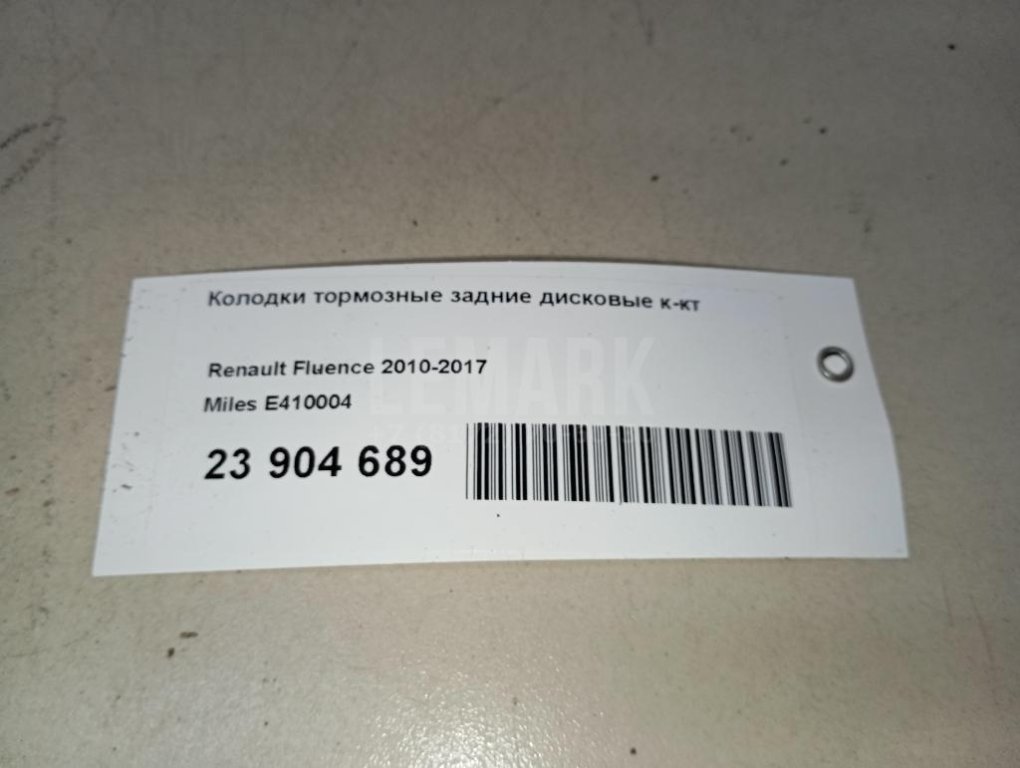 Колодки тормозные задние дисковые к-кт
Renault Fluence 2010-2017
LEMARK
Miles E410004
23 904 689